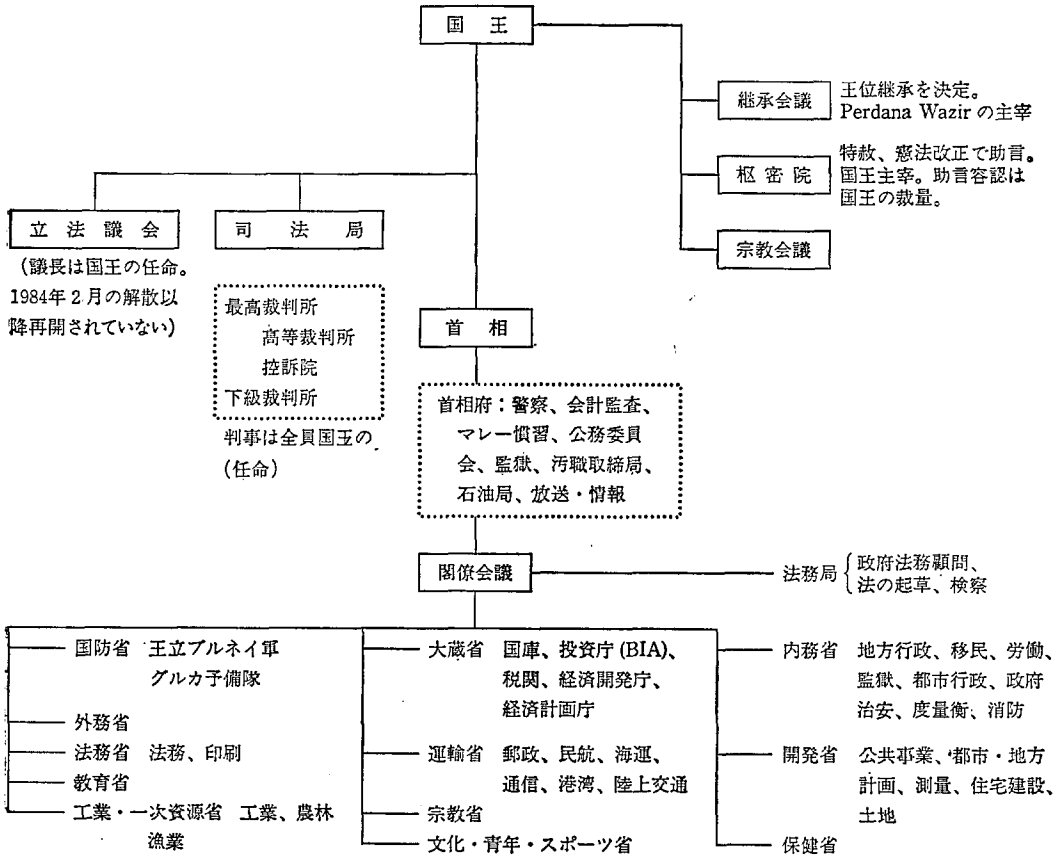 国王
継承会議
王位継承を決定。
Perdana Wazir の主宰
枢密院
特赦、憲法改正で助言。
国王主宰。助言容認は
国王の裁量。
宗教会議
立法議会
(議長は国王の任命。
1984年2月の解散以
降再開されていない)
司法局
最高裁判所
高等裁判所
控訴院
下級裁判所
判事は全員国王の
(任命)
首相
首相府:警察、会計監査、
マレー慣習、公務委員
会、監獄、汚職取締局、
石油局、放送・情報
閣僚会議
法務局
政府法務顧問、
法の起草、検察
国防省 王立ブルネイ軍
グルカ予備隊
外務省
法務省 法務、印刷
教育省
工業・一次資源省 工業、農林
漁業
大蔵省 国庫、投資庁(BIA)、
税関、経済開発庁、
経済計画庁
運輸省 郵政、民航、海運、
通信、港湾、陸上交通
宗教省
文化・青年・スポーツ省
内務省 地方行政、移民、労働、
監獄、都市行政、政府
治安、度量衡、消防
開発省 公共事業、都市・地方
計画、測量、住宅建設、
土地
保健省